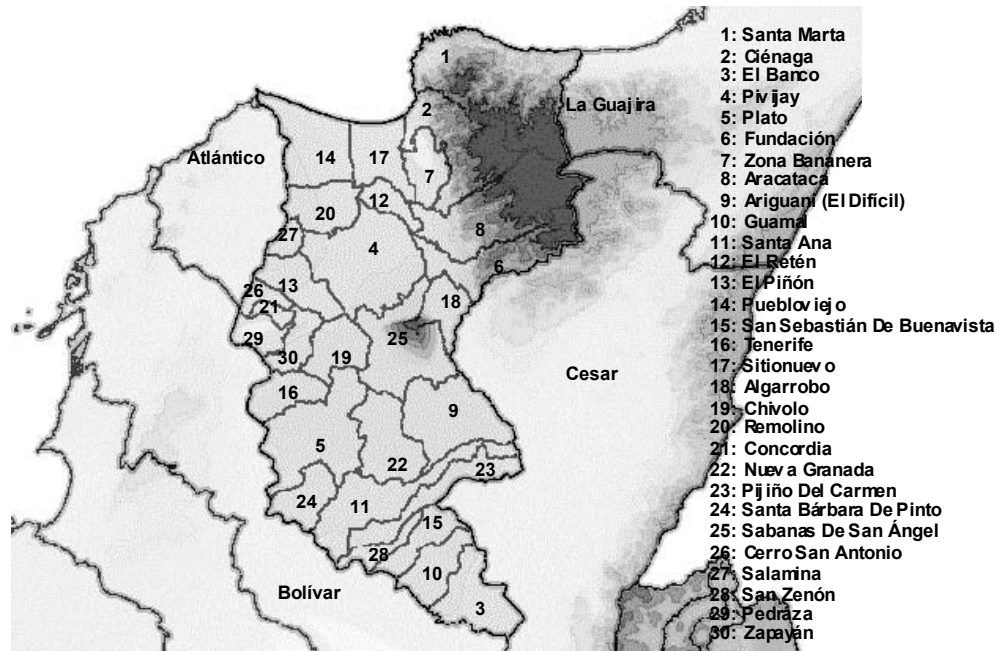 1: Santa Marta
2: Ciénaga
3: El Banco
4: Pivijay
5: Plato
6: Fundación
7: Zona Bananera
8: Aracataca
9: Ariguaní (El Difícil)
10: Guamal
11: Santa Ana
12: El Retén
13: El Piñón
14: Puebloviejo
15: San Sebastián De Buenavista
16: Tenerife
17: Sitionuevo
18: Algarrobo
19: Chivolo
20: Remolino
21: Concordia
22: Nueva Granada
23: Pijiño Del Carmen
24: Santa Bárbara De Pinto
25: Sabanas De San Ángel
26: Cerro San Antonio
27: Salamina
28: San Zenón
29: Pedráza
30: Zapayán
La Guajira
Atlántico
Cesar
Bolívar
1
2
14
17
7
12
20
8
27
4
6
13
26
18
21
29
25
30
19
16
9
5
22
23
24
11
15
28
10
3